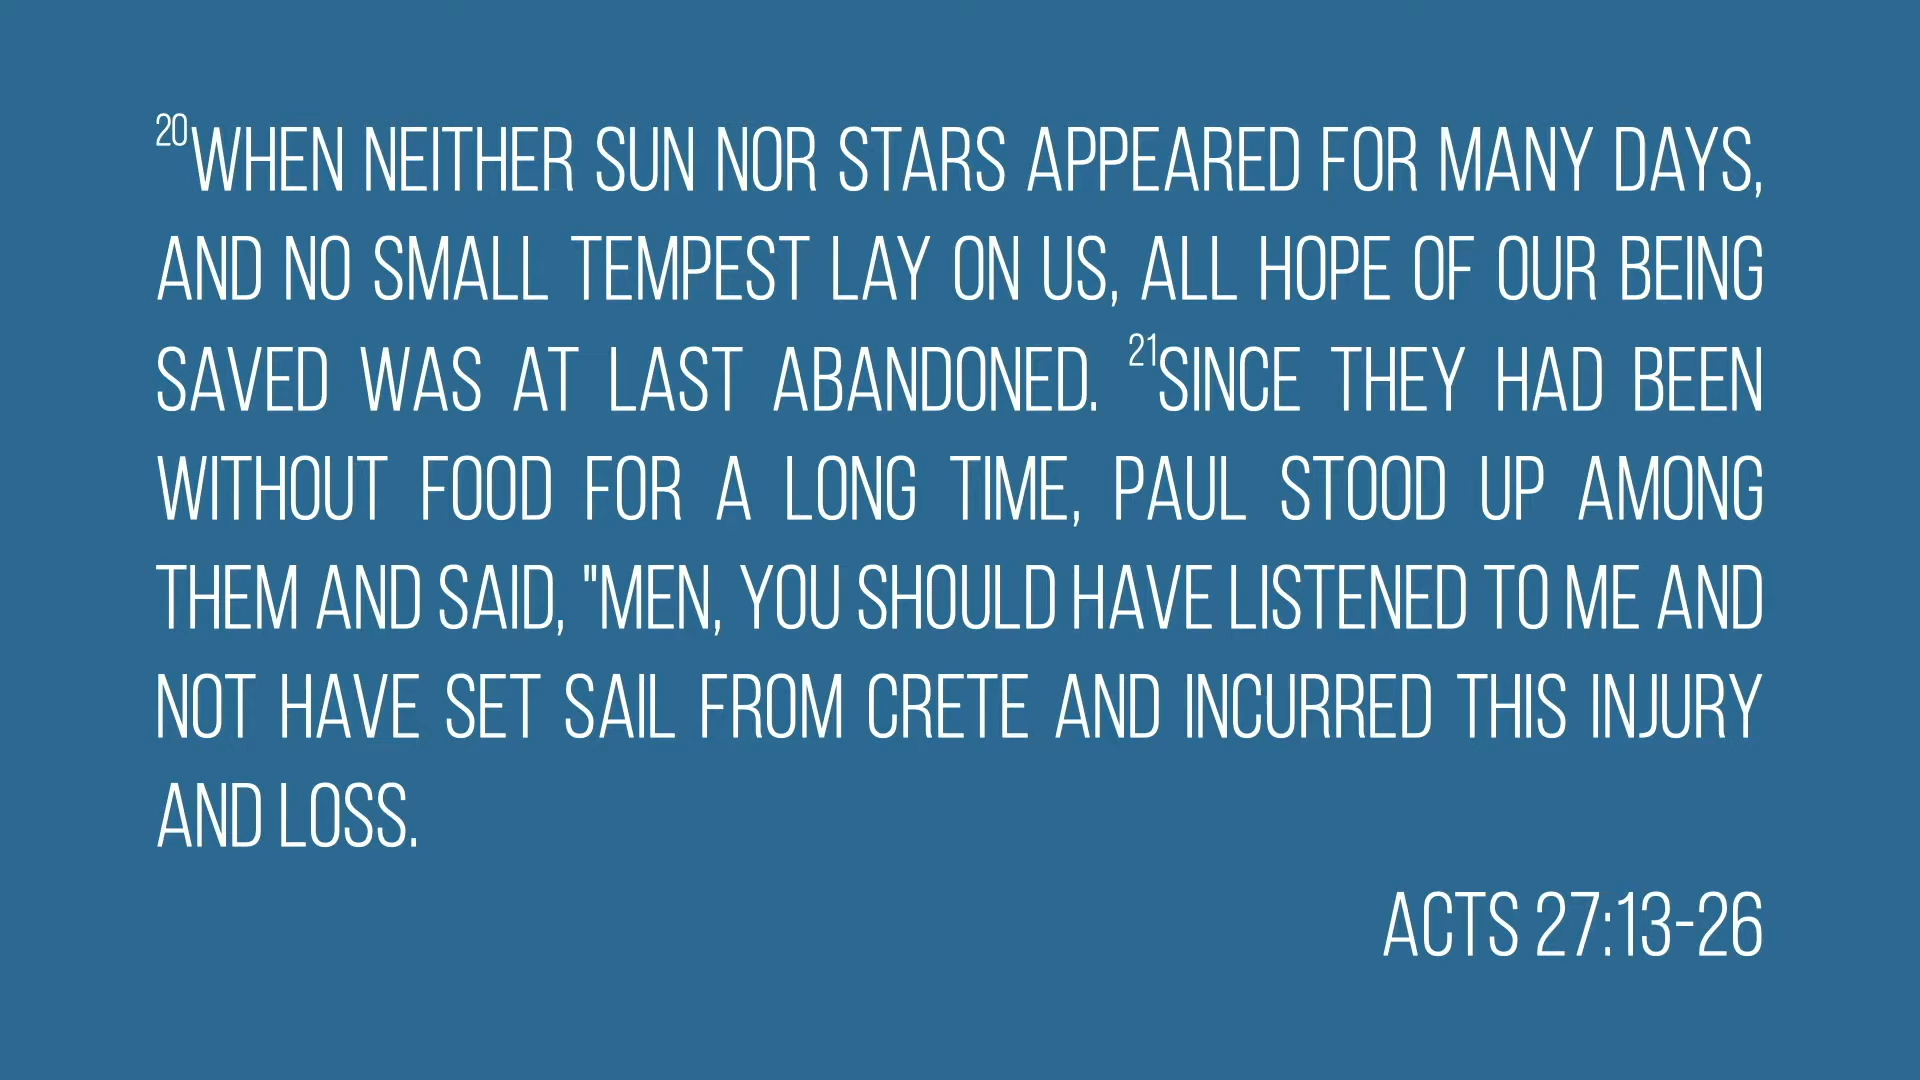 20WHEN NEITHER SUN NOR STARS APPEARED FOR MANY DAYS,
AND NO SMALL TEMPEST LAY ON US, ALL HOPE OF OUR BEING
SAVED WAS AT LAST ABANDONED. 21SINCE THEY HAD BEEN
WITHOUT FOOD FOR A LONG TIME, PAUL STOOD UP AMONG
THEM AND SAID, "MEN, YOU SHOULD HAVE LISTENED TO ME AND
NOT HAVE SET SAIL FROM CRETE AND INCURRED THIS INJURY
AND LOSS.
ACTS 27:13-26